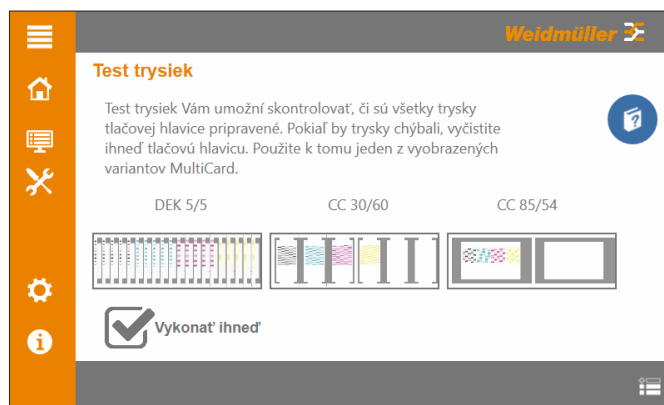 Weidmüller
Test trysiek
Test trysiek Vám umožní skontrolovať, či sú všetky trysky
tlačovej hlavice pripravené. Pokiaľ by trysky chýbali, vyčistite
ihneď tlačovú hlavicu. Použite k tomu jeden z vyobrazených
variantov MultiCard.
DEK 5/5 CC 30/60 CC 85/54
Vykonať ihneď